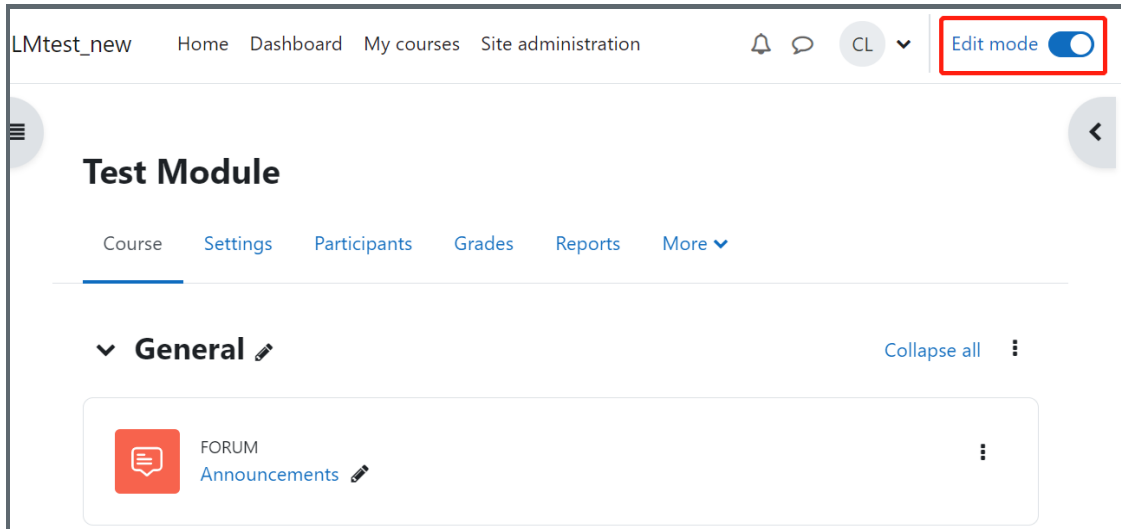 LMtest_new Home Dashboard My courses Site administration CL Edit mode
Test Module
Course Settings Participants Grades Reports More
General Collapse all
FORUM
Announcements